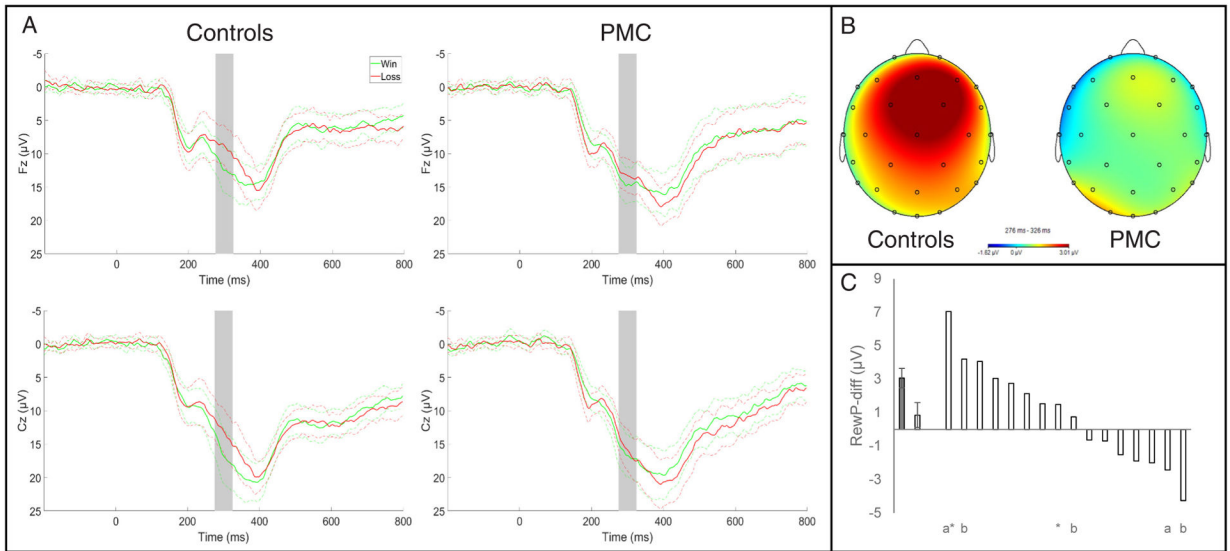 A
Controls
PMC
-5
0
5
10
15
20
25
Fz (µV)
0 200 400 600 800
Time (ms)
Win
Loss
-5
0
5
10
15
20
25
Fz (µV)
0 200 400 600 800
Time (ms)
-5
0
5
10
15
20
25
Cz (µV)
0 200 400 600 800
Time (ms)
-5
0
5
10
15
20
25
Cz (µV)
0 200 400 600 800
Time (ms)
B
276 ms - 326 ms
Controls
PMC
-1.62 µV 0 µV 3.01 µV
C
9
7
5
3
1
-1
-3
-5
RewP-diff (µV)
a* b * b a b